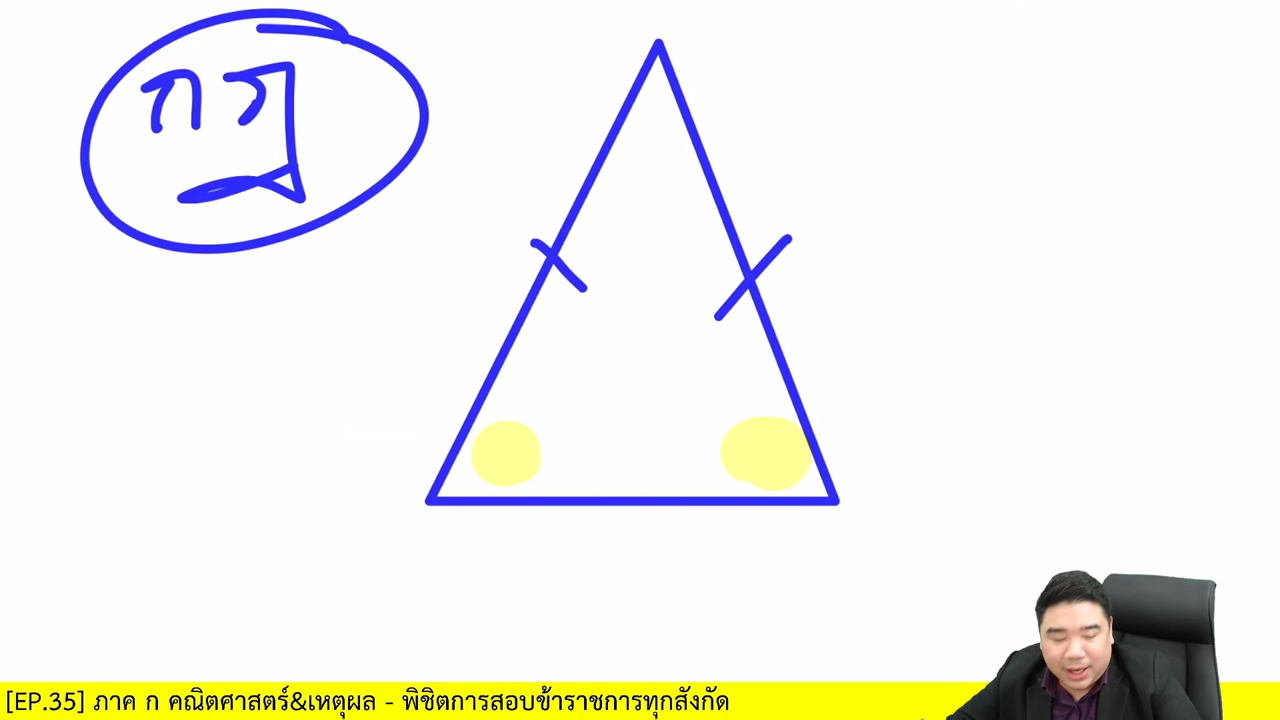 กฎ
[EP.35] ภาค ก คณิตศาสตร์&เหตุผล - พิชิตการสอบข้าราชการทุกสังกัด